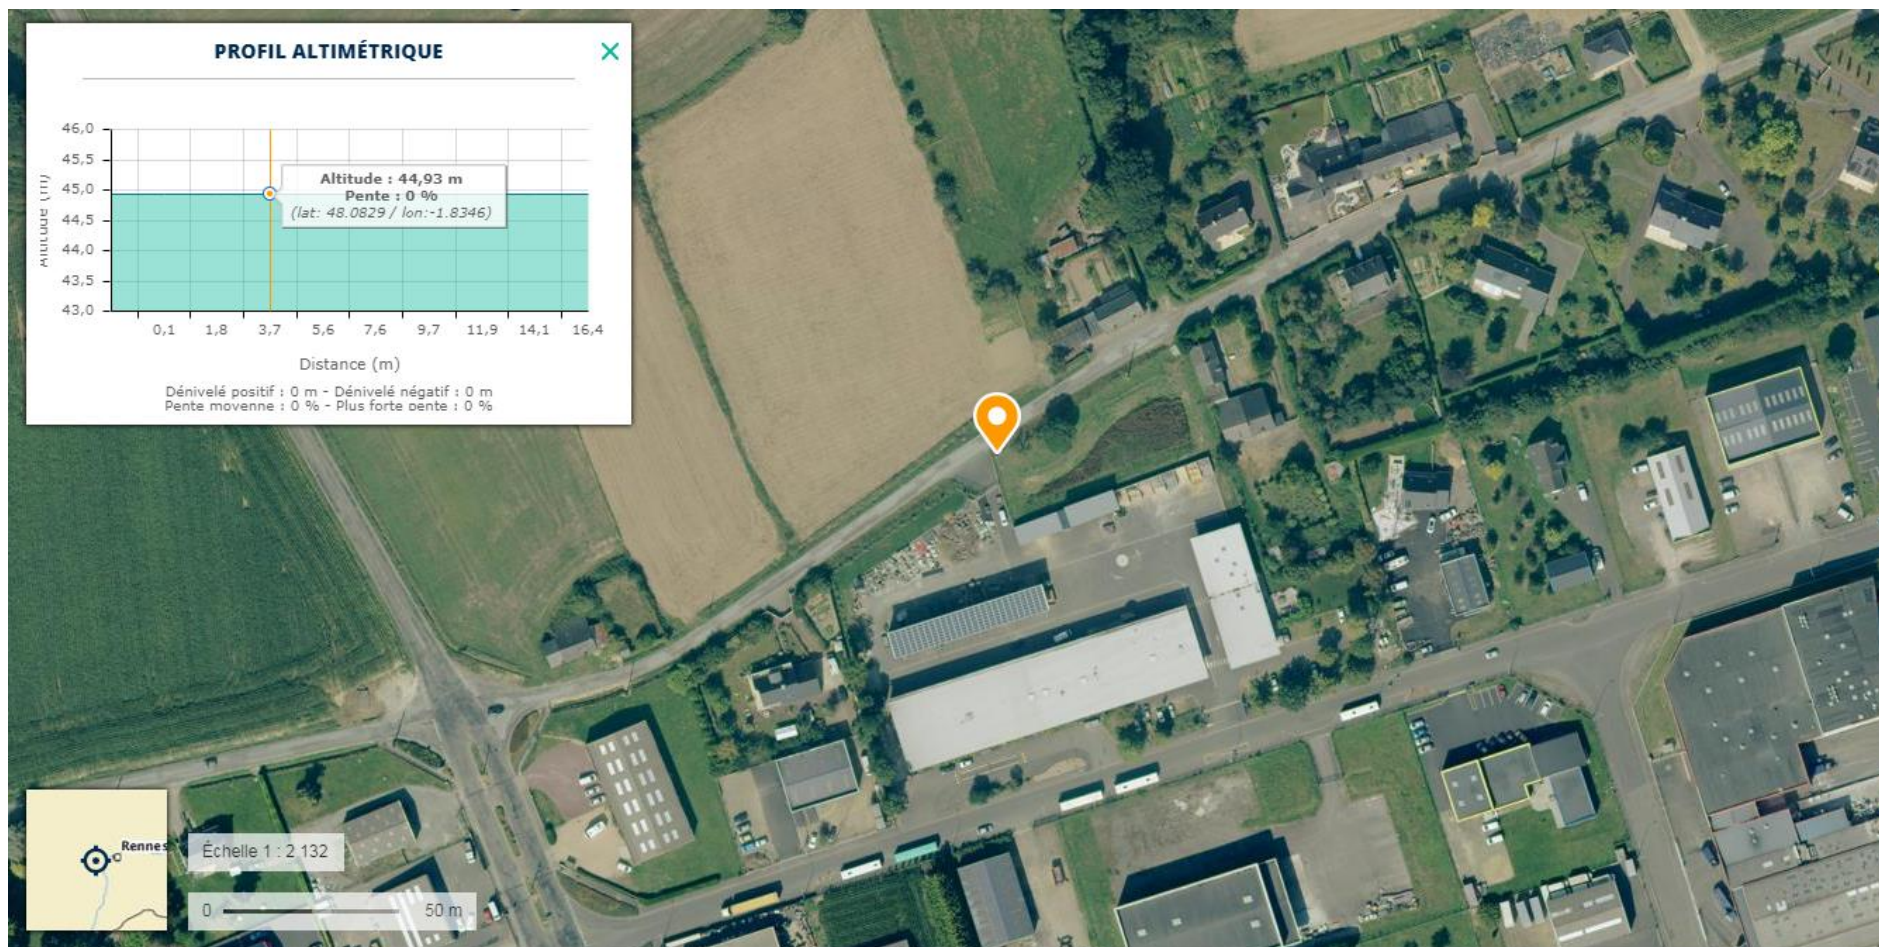 PROFIL ALTIMÉTRIQUE
46,0
45,5
45,0
44,5
44,0
43,5
43,0
Altitude (m)
Altitude : 44,93 m
Pente : 0 %
(lat: 48.0829 / lon:-1.8346)
0,1 1,8 3,7 5,6 7,6 9,7 11,9 14,1 16,4
Distance (m)
Dénivelé positif : 0 m - Dénivelé négatif : 0 m
Pente moyenne : 0 % - Plus forte pente : 0 %
Rennes
Échelle 1 : 2 132
0 50 m